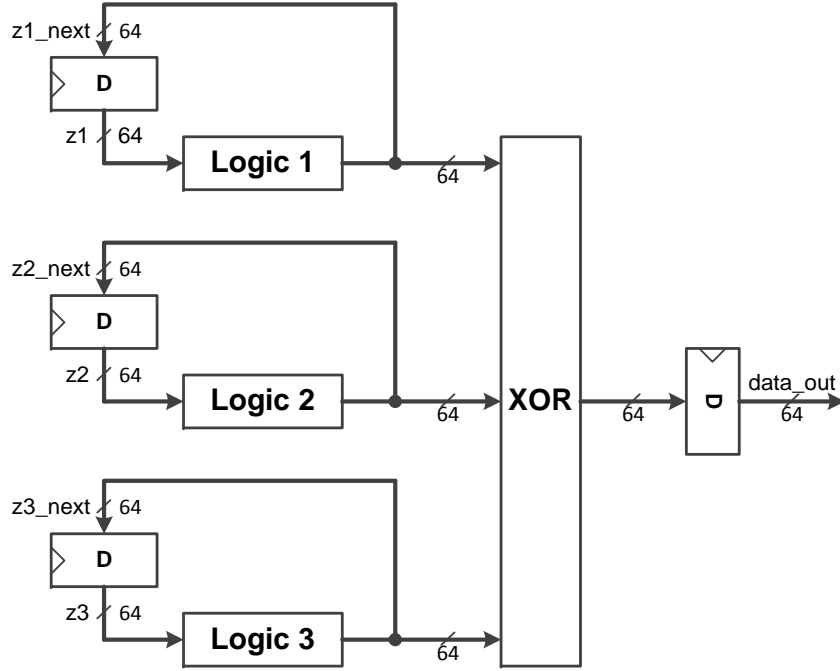 z1_next 64
D
z1 64
Logic 1
64
z2_next 64
D
z2 64
Logic 2
64
XOR
64
D
data_out
64
z3_next 64
D
z3 64
Logic 3
64